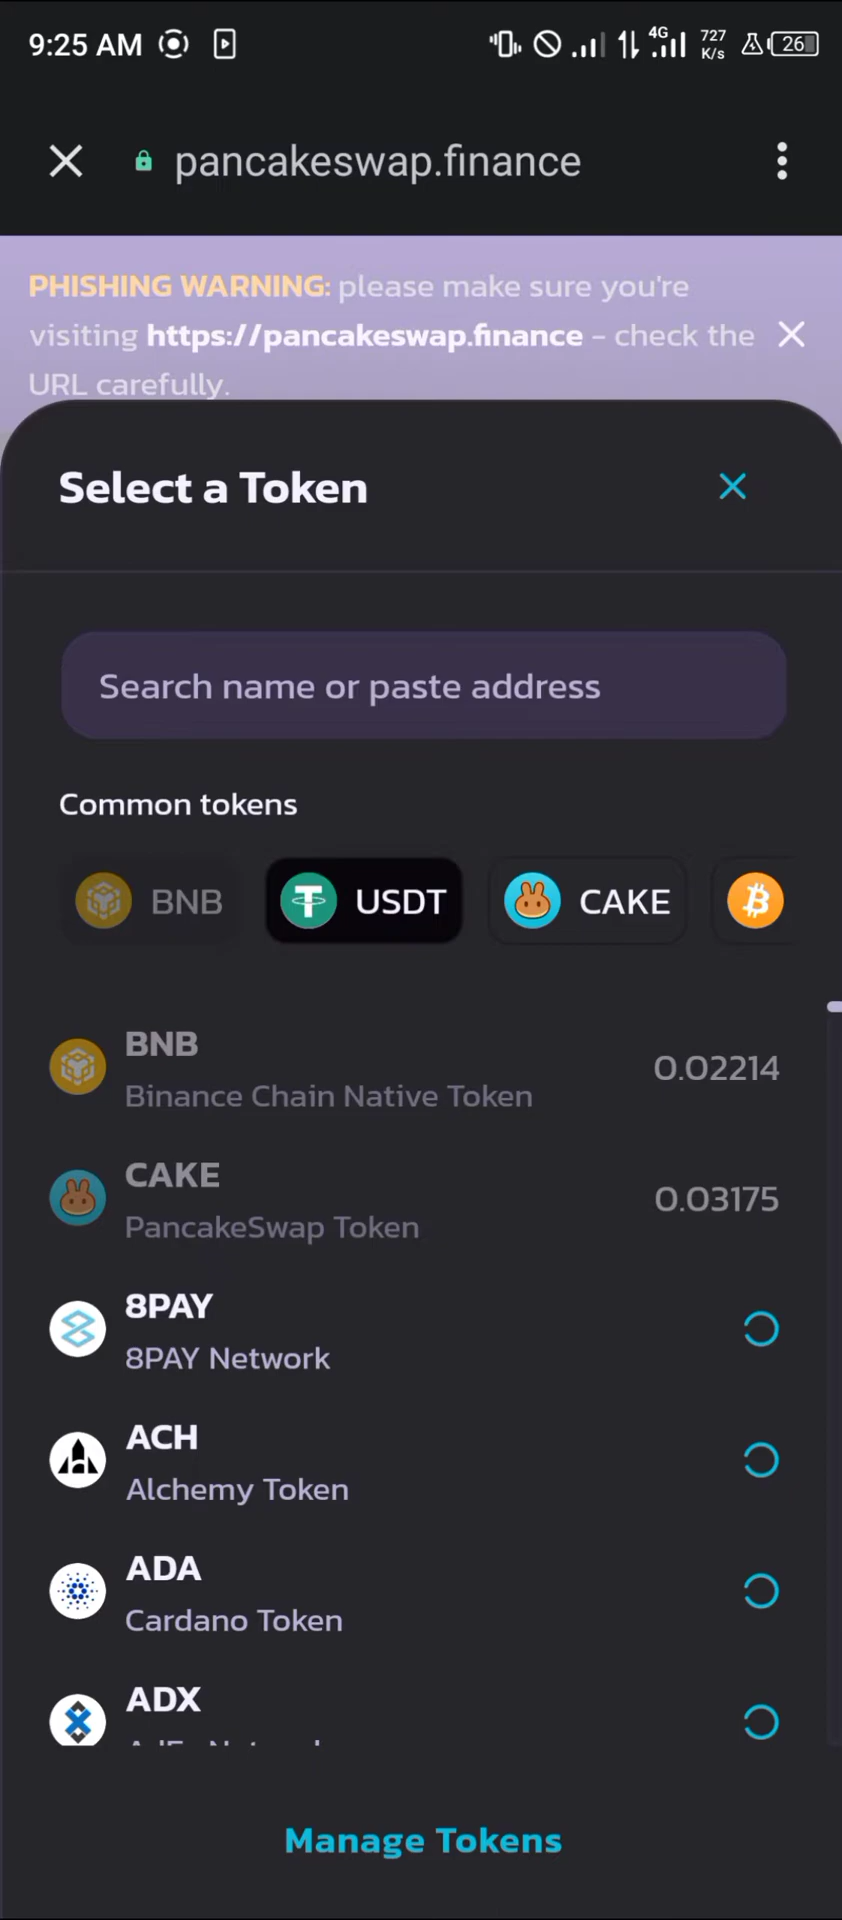 9:25 AM
4G
727
K/s
26
pancakeswap.finance
PHISHING WARNING: please make sure you're
visiting https://pancakeswap.finance - check the
URL carefully.
Select a Token
Search name or paste address
Common tokens
BNB USDT CAKE
BNB
Binance Chain Native Token
0.02214
CAKE
PancakeSwap Token
0.03175
8PAY
8PAY Network
ACH
Alchemy Token
ADA
Cardano Token
ADX
Manage Tokens